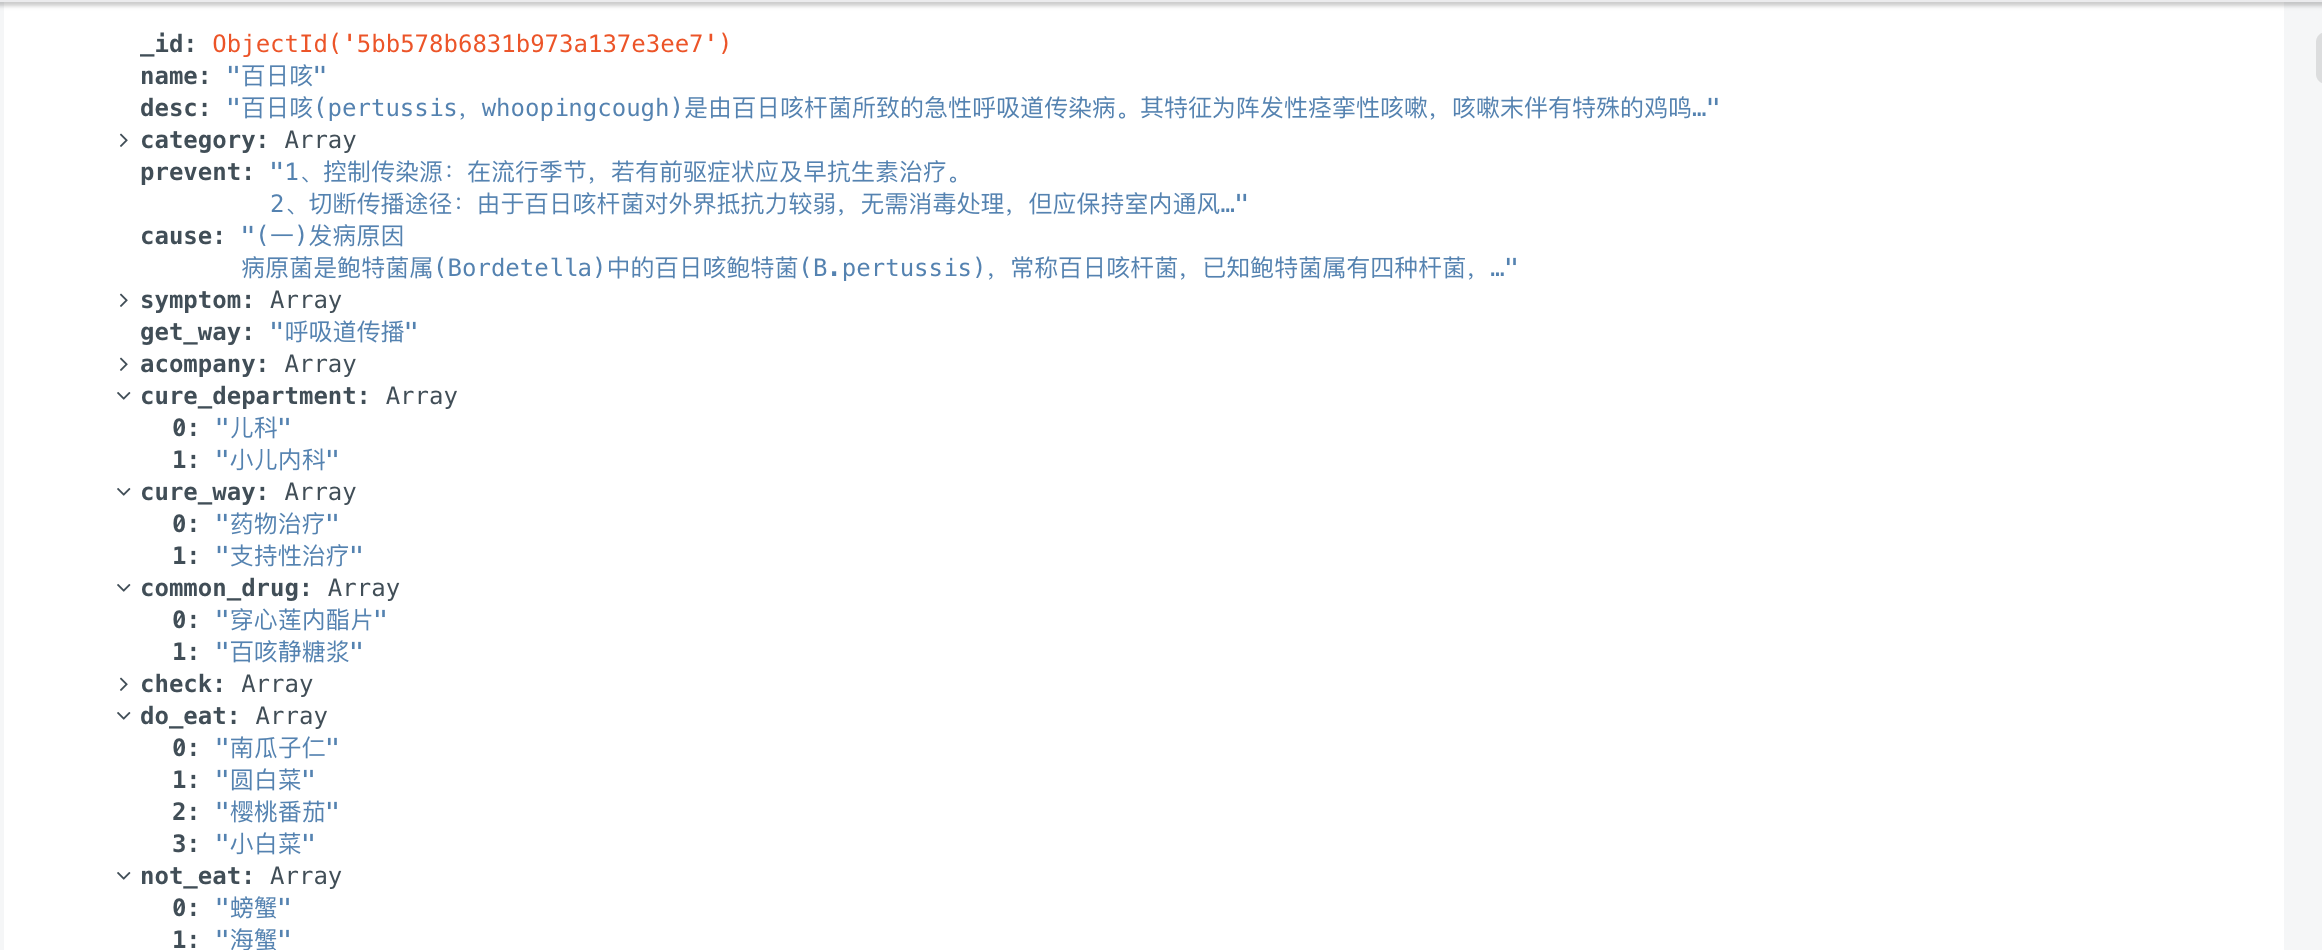 _id: ObjectId('5bb578b6831b973a137e3ee7')
name: "百日咳"
desc: "百日咳(pertussis, whoopingcough)是由百日咳杆菌所致的急性呼吸道传染病。其特征为阵发性痉挛性咳嗽，咳嗽末伴有特殊的鸡鸣…"
category: Array
prevent: "1、控制传染源：在流行季节，若有前驱症状应及早抗生素治疗。
2、切断传播途径：由于百日咳杆菌对外界抵抗力较弱，无需消毒处理，但应保持室内通风…"
cause: "(一)发病原因
病原菌是鲍特菌属(Bordetella)中的百日咳鲍特菌(B.pertussis)，常称百日咳杆菌，已知鲍特菌属有四种杆菌，…"
symptom: Array
get_way: "呼吸道传播"
acompany: Array
cure_department: Array
0: "儿科"
1: "小儿内科"
cure_way: Array
0: "药物治疗"
1: "支持性治疗"
common_drug: Array
0: "穿心莲内酯片"
1: "百咳静糖浆"
check: Array
do_eat: Array
0: "南瓜子仁"
1: "圆白菜"
2: "樱桃番茄"
3: "小白菜"
not_eat: Array
0: "螃蟹"
1: "海蟹"